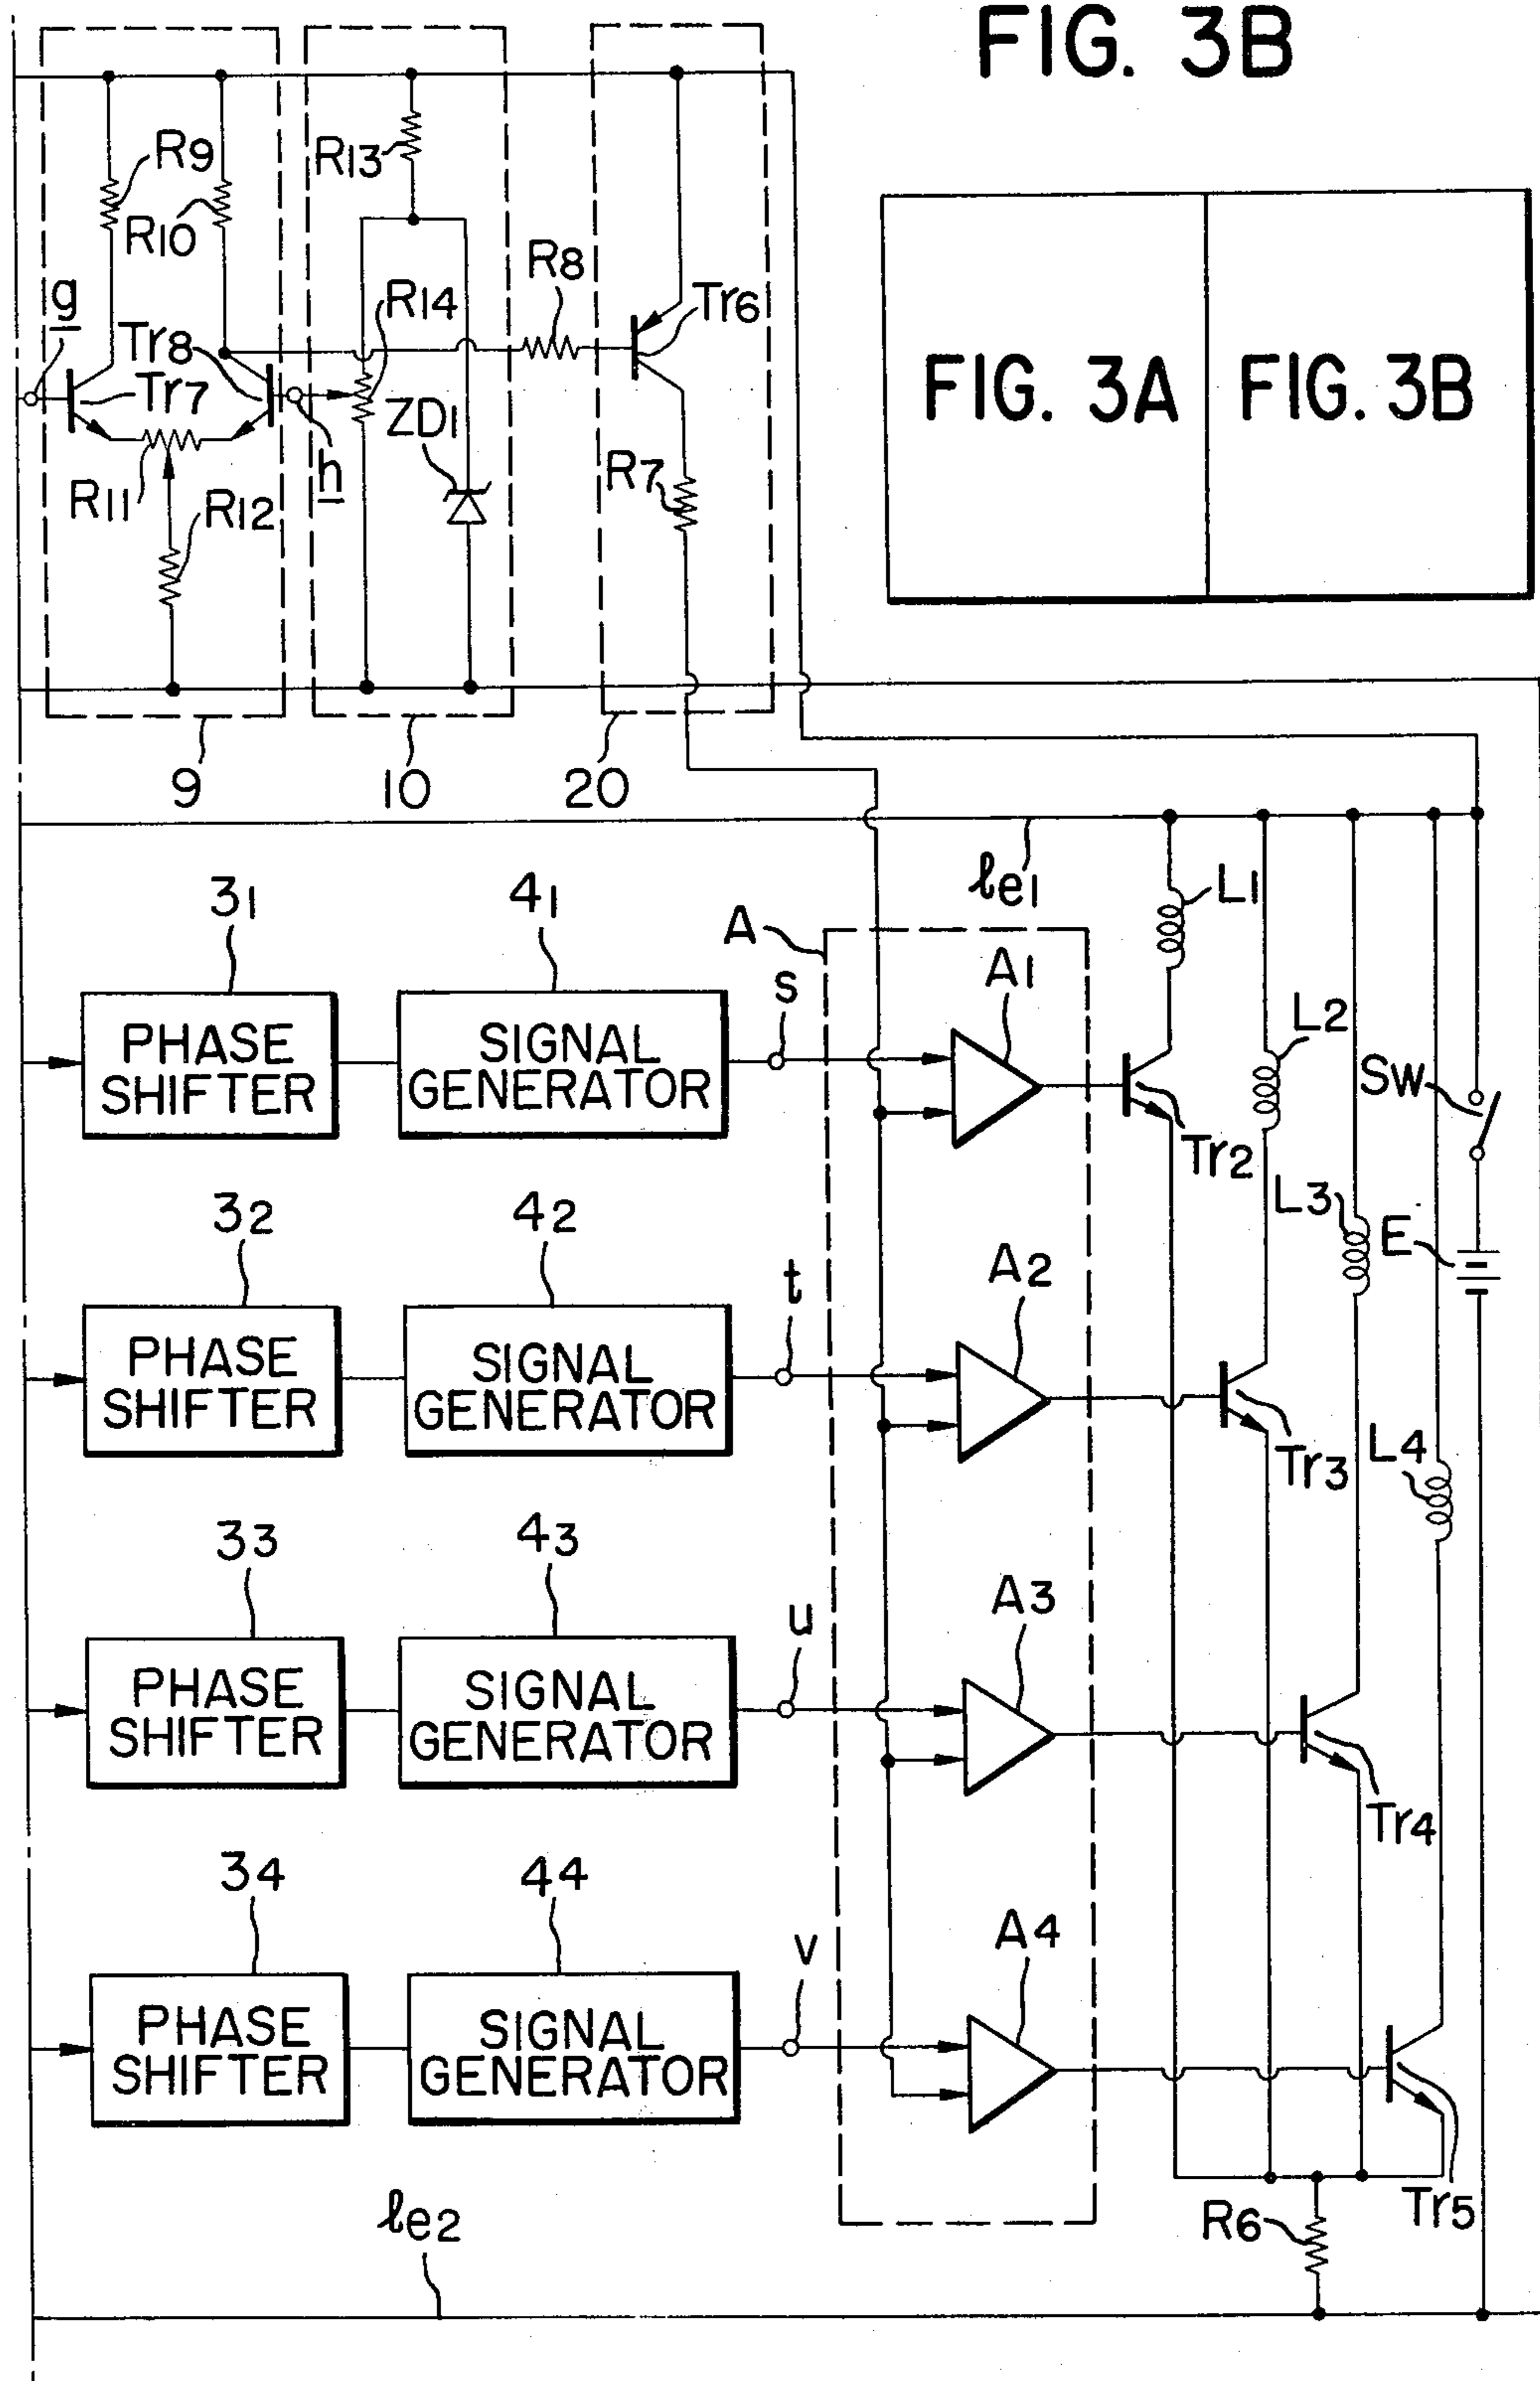 FIG. 3B
R9
R13
R10
R8
g
R14
Tr6
Tr8
FIG. 3A
FIG. 3B
Tr7
ZD1
h
R7
R11
R12
9
10
20
le1
L1
31
41
A
A1
s
L2
PHASE
SHIFTER
SIGNAL
GENERATOR
SW
Tr2
L3
32
42
E
A2
t
PHASE
SHIFTER
SIGNAL
GENERATOR
L4
Tr3
33
43
A3
u
PHASE
SHIFTER
SIGNAL
GENERATOR
Tr4
34
44
A4
v
PHASE
SHIFTER
SIGNAL
GENERATOR
Tr5
R6
le2